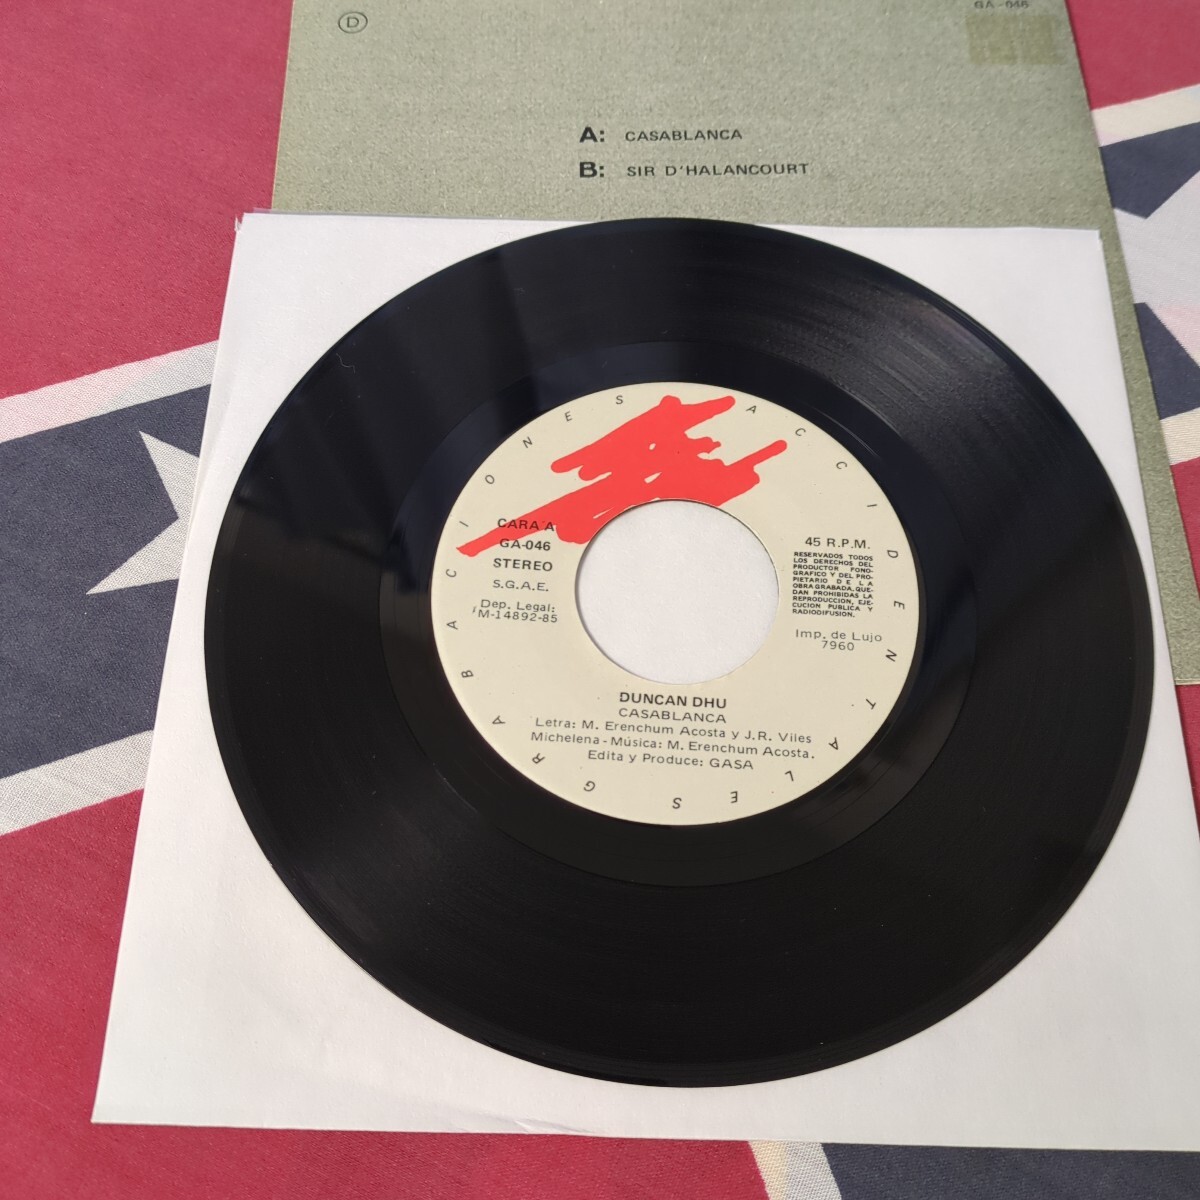 D
GA-046
A: CASABLANCA
B: SIR D'HALANCOURT
GRABACIONES ACCIDENTALES
CARA A
GA-046
STEREO
S.G.A.E.
Dep. Legal:
M-14892-85
45 R.P.M.
RESERVADOS TODOS
LOS DERECHOS DEL
PRODUCTOR FONO-
GRAFICO Y DEL PRO-
PIETARIO DE LA
OBRA GRABADA, QUE-
DAN PROHIBIDAS LA
REPRODUCCION, EJE-
CUCION PUBLICA Y
RADIODIFUSION.
Imp. de Lujo
7960
DUNCAN DHU
CASABLANCA
Letra: M. Erenchum Acosta y J.R. Viles
Michelena - Música: M. Erenchum Acosta.
Edita y Produce: GASA